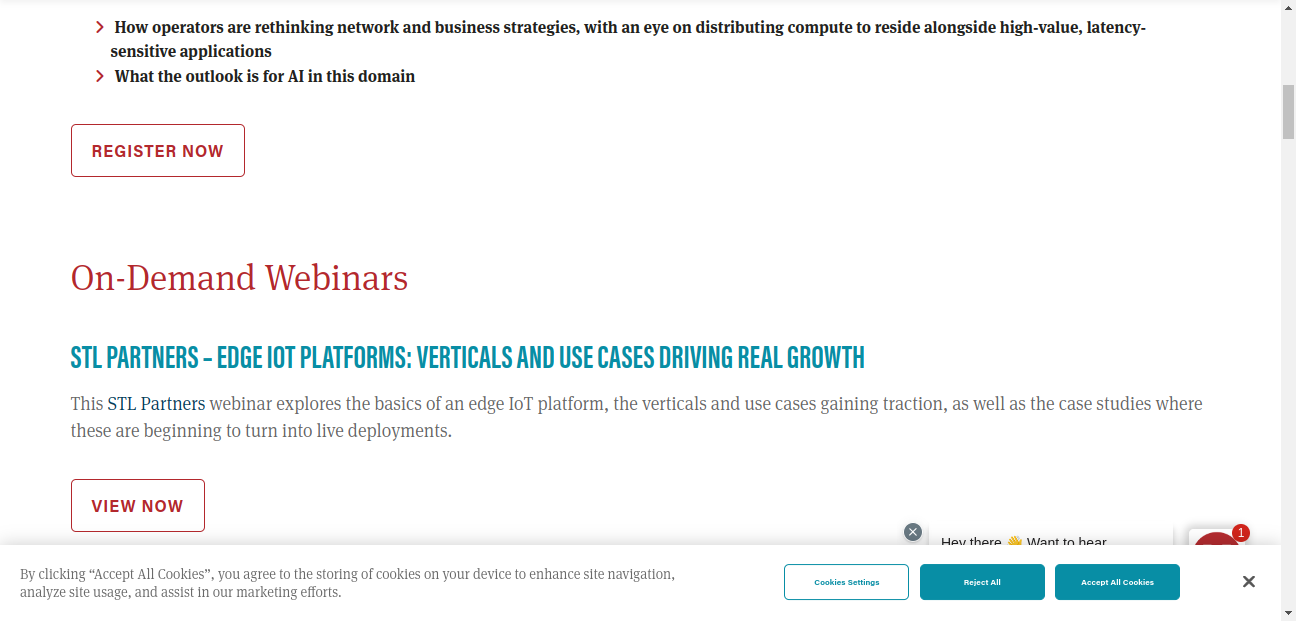 How operators are rethinking network and business strategies, with an eye on distributing compute to reside alongside high-value, latency-
sensitive applications
What the outlook is for AI in this domain
REGISTER NOW
On-Demand Webinars
STL PARTNERS – EDGE IOT PLATFORMS: VERTICALS AND USE CASES DRIVING REAL GROWTH
This STL Partners webinar explores the basics of an edge IoT platform, the verticals and use cases gaining traction, as well as the case studies where
these are beginning to turn into live deployments.
VIEW NOW
Hey there 👋 Want to hear
1
By clicking “Accept All Cookies”, you agree to the storing of cookies on your device to enhance site navigation,
analyze site usage, and assist in our marketing efforts.
Cookies Settings
Reject All
Accept All Cookies